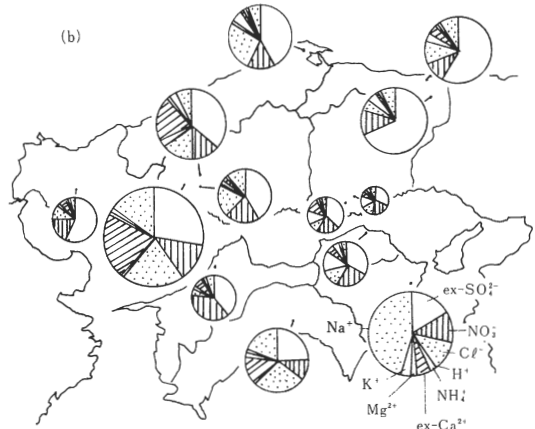 (b)
ex-SO₄²⁻
NO₃⁻
Cℓ⁻
H⁺
NH₄⁺
ex-Ca²⁺
Mg²⁺
K⁺
Na⁺